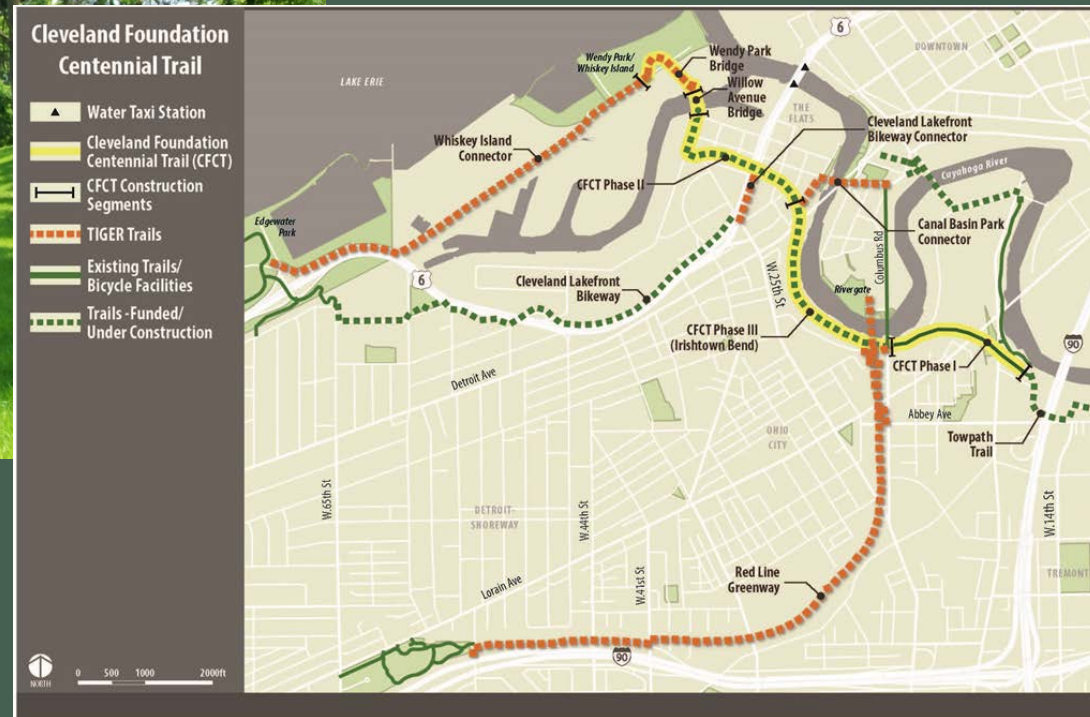 Cleveland Foundation
Centennial Trail
Water Taxi Station
Cleveland Foundation
Centennial Trail (CFCT)
CFCT Construction
Segments
TIGER Trails
Existing Trails/
Bicycle Facilities
Trails -Funded/
Under Construction
NORTH
0 500 1000 2000ft
LAKE ERIE
Wendy Park/
Whiskey Island
Wendy Park
Bridge
Willow
Avenue
Bridge
6
DOWNTOWN
THE
FLATS
Cleveland Lakefront
Bikeway Connector
Whiskey Island
Connector
CFCT Phase II
Cuyahoga River
Edgewater
Park
6
Canal Basin Park
Connector
Columbus Rd
W.25th St
Rivergate
Cleveland Lakefront
Bikeway
CFCT Phase III
(Irishtown Bend)
CFCT Phase I
90
Detroit Ave
Abbey Ave
OHIO
CITY
Towpath
Trail
W.65th St
DETROIT-
SHOREWAY
W.44th St
W.41st St
W.14th St
TREMONT
Lorain Ave
Red Line
Greenway
90